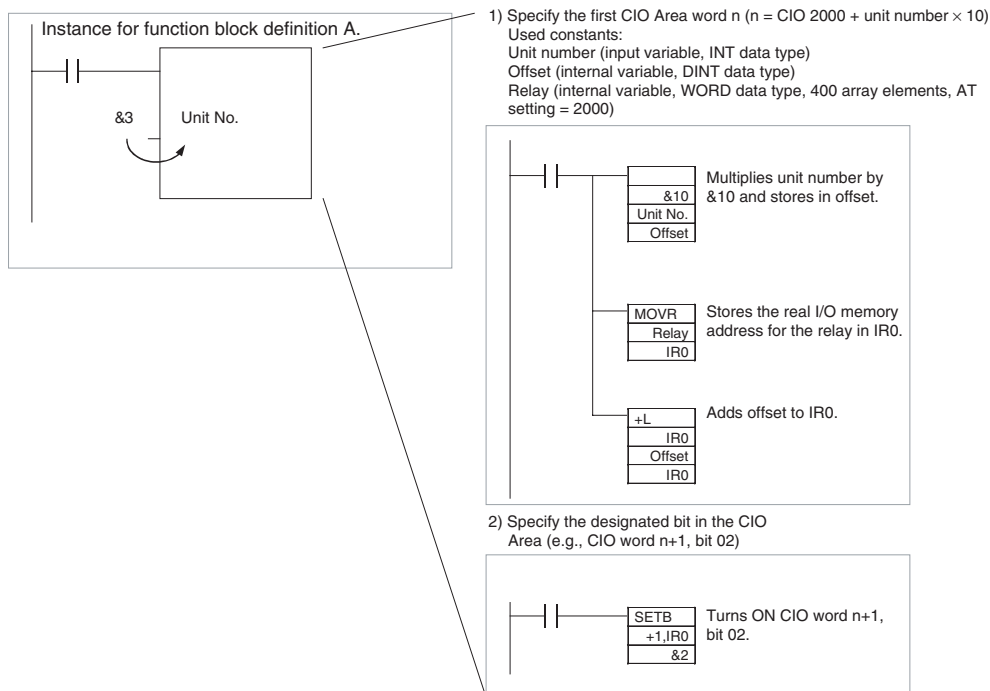 Instance for function block definition A.
&3
Unit No.
1) Specify the first CIO Area word n (n = CIO 2000 + unit number × 10)
Used constants:
Unit number (input variable, INT data type)
Offset (internal variable, DINT data type)
Relay (internal variable, WORD data type, 400 array elements, AT
setting = 2000)
&10
Unit No.
Offset
Multiplies unit number by
&10 and stores in offset.
MOVR
Relay
IR0
Stores the real I/O memory
address for the relay in IR0.
+L
IR0
Offset
IR0
Adds offset to IR0.
2) Specify the designated bit in the CIO
Area (e.g., CIO word n+1, bit 02)
SETB
+1,IR0
&2
Turns ON CIO word n+1,
bit 02.